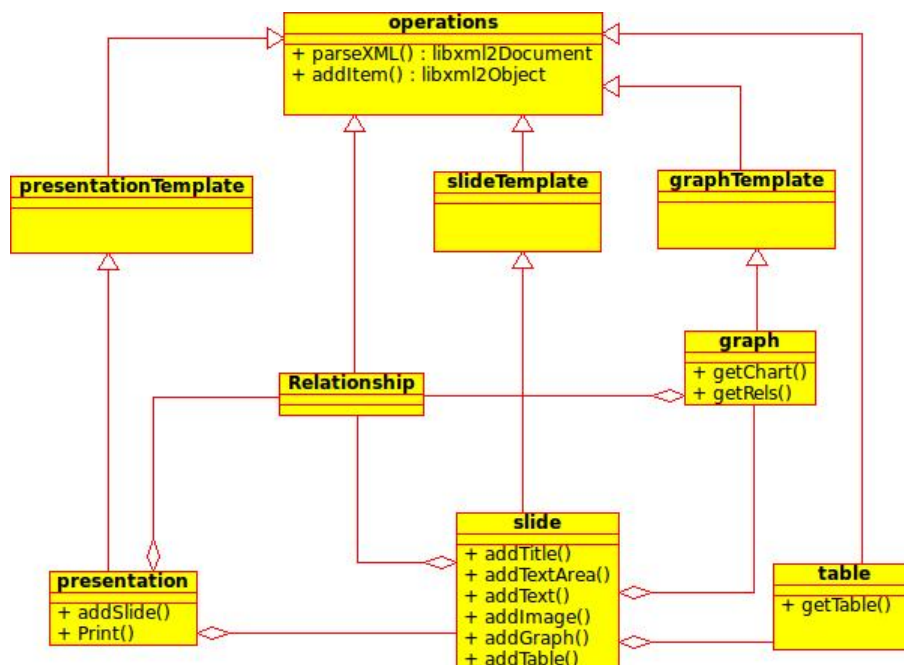 operations
+ parseXML() : libxml2Document
+ addItem() : libxml2Object
presentationTemplate
slideTemplate
graphTemplate
graph
+ getChart()
+ getRels()
Relationship
slide
+ addTitle()
+ addTextArea()
+ addText()
+ addImage()
+ addGraph()
+ addTable()
presentation
+ addSlide()
+ Print()
table
+ getTable()